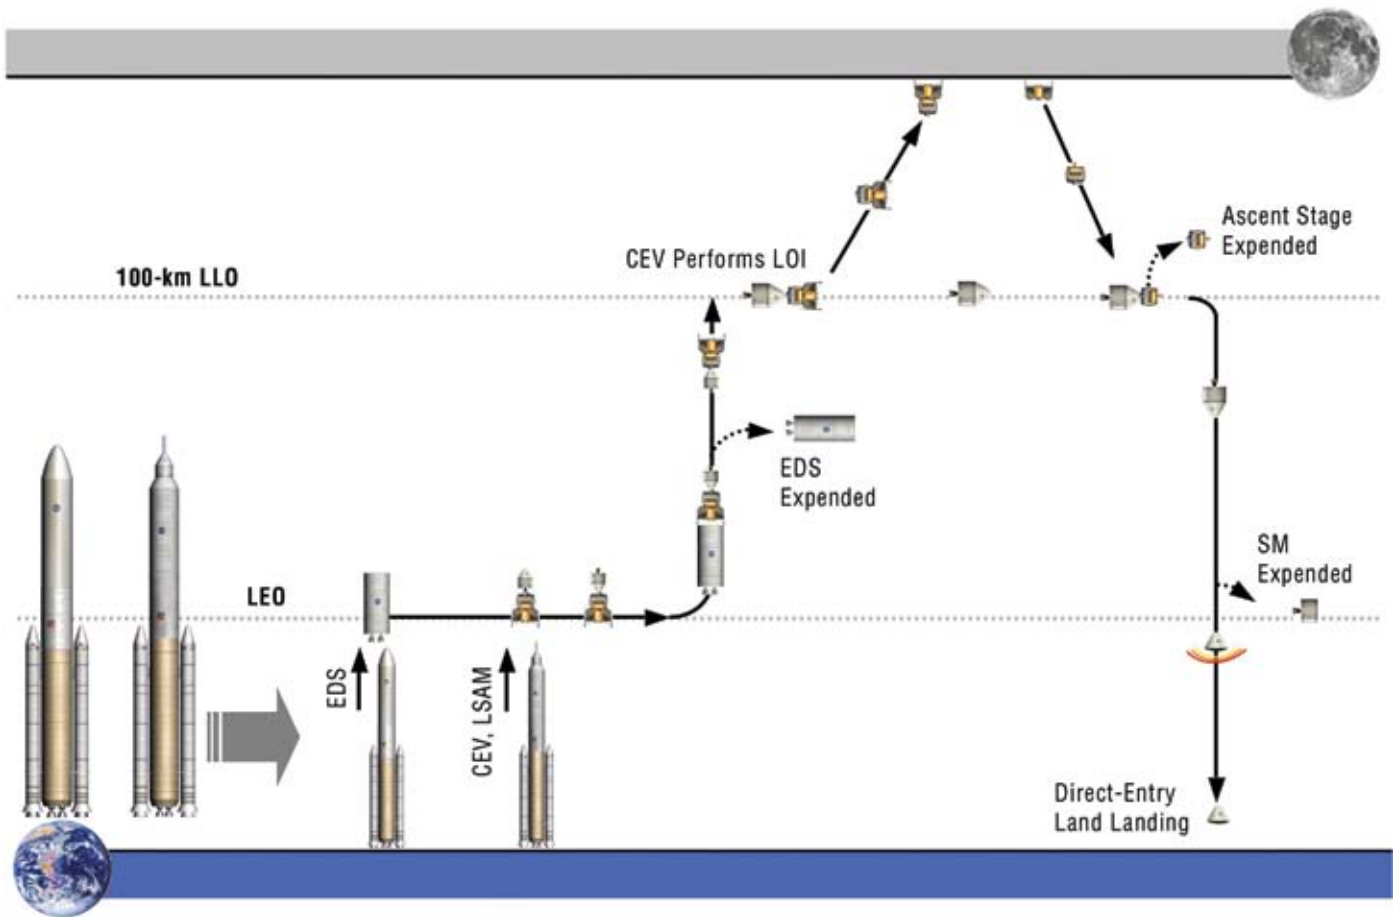 Ascent Stage
Expended
CEV Performs LOI
100-km LLO
EDS
Expended
SM
Expended
LEO
EDS
CEV, LSAM
Direct-Entry
Land Landing